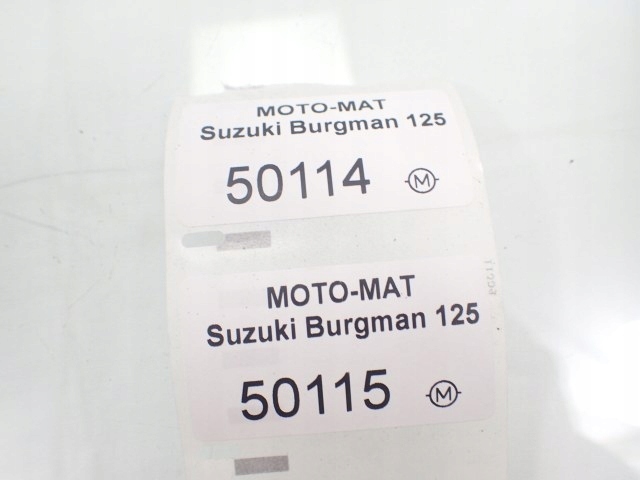 MOTO-MAT
Suzuki Burgman 125
50114 M
MOTO-MAT
Suzuki Burgman 125
50115 M